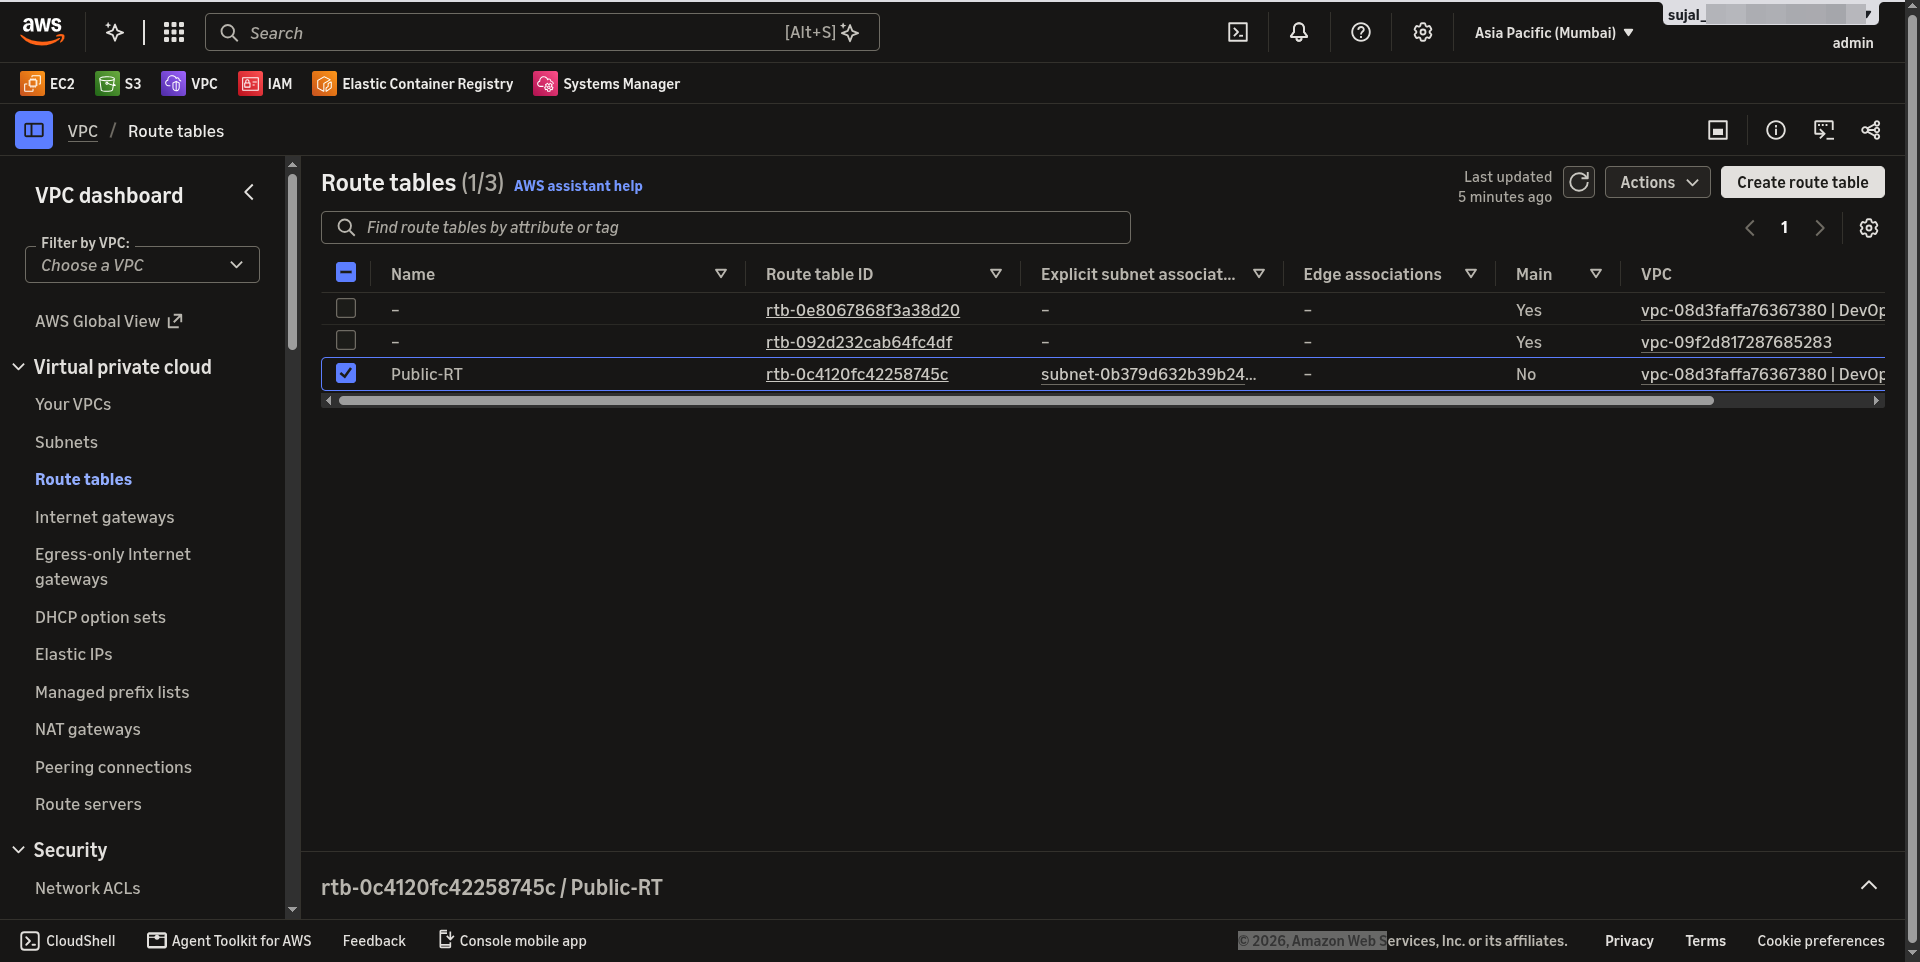 aws
Search [Alt+S]
Asia Pacific (Mumbai)
sujal_
admin
EC2 S3 VPC IAM Elastic Container Registry Systems Manager
VPC / Route tables
VPC dashboard
Filter by VPC:
Choose a VPC
AWS Global View
Virtual private cloud
Your VPCs
Subnets
Route tables
Internet gateways
Egress-only Internet
gateways
DHCP option sets
Elastic IPs
Managed prefix lists
NAT gateways
Peering connections
Route servers
Security
Network ACLs
Route tables (1/3) AWS assistant help
Last updated
5 minutes ago
Actions
Create route table
Find route tables by attribute or tag
1
Name Route table ID Explicit subnet associat... Edge associations Main VPC
– rtb-0e8067868f3a38d20 – – Yes vpc-08d3faffa76367380 | DevOp
– rtb-092d232cab64fc4df – – Yes vpc-09f2d817287685283
Public-RT rtb-0c4120fc42258745c subnet-0b379d632b39b24... – No vpc-08d3faffa76367380 | DevOp
rtb-0c4120fc42258745c / Public-RT
CloudShell Agent Toolkit for AWS Feedback Console mobile app © 2026, Amazon Web Services, Inc. or its affiliates. Privacy Terms Cookie preferences